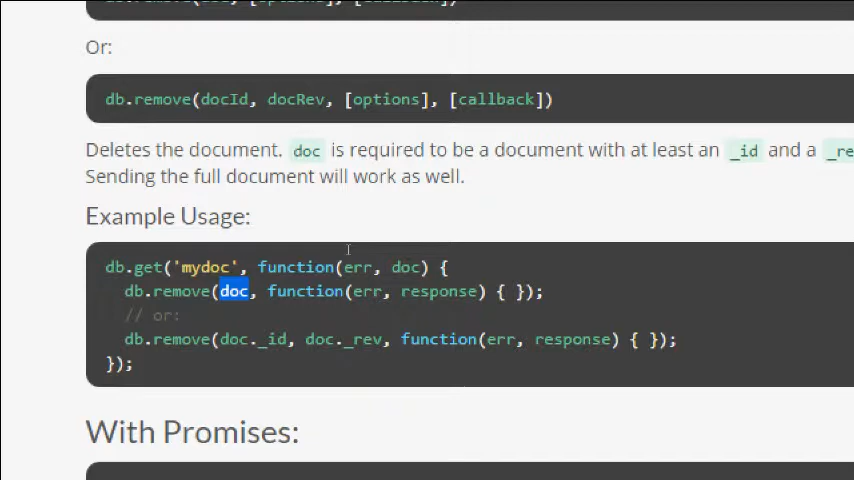 Or:
db.remove(docId, docRev, [options], [callback])
Deletes the document. doc is required to be a document with at least an _id and a _re
Sending the full document will work as well.
Example Usage:
db.get('mydoc', function(err, doc) {
db.remove(doc, function(err, response) { });
// or:
db.remove(doc._id, doc._rev, function(err, response) { });
});
With Promises: